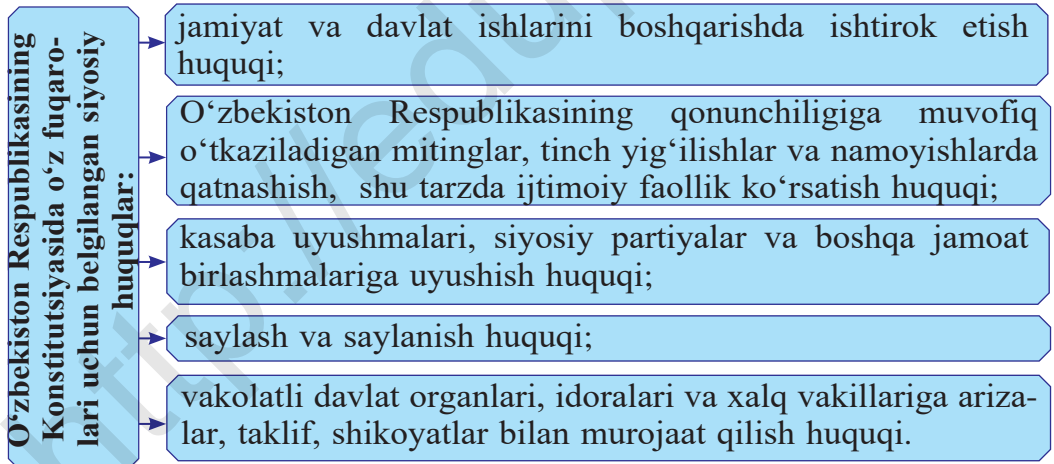 O‘zbekiston Respublikasining
Konstitutsiyasida o‘z fuqaro-
lari uchun belgilangan siyosiy
huquqlar:
jamiyat va davlat ishlarini boshqarishda ishtirok etish
huquqi;
O‘zbekiston Respublikasining qonunchiligiga muvofiq
o‘tkaziladigan mitinglar, tinch yig‘ilishlar va namoyishlarda
qatnashish, shu tarzda ijtimoiy faollik ko‘rsatish huquqi;
kasaba uyushmalari, siyosiy partiyalar va boshqa jamoat
birlashmalariga uyushish huquqi;
saylash va saylanish huquqi;
vakolatli davlat organlari, idoralari va xalq vakillariga ariza-
lar, taklif, shikoyatlar bilan murojaat qilish huquqi.
http://edu